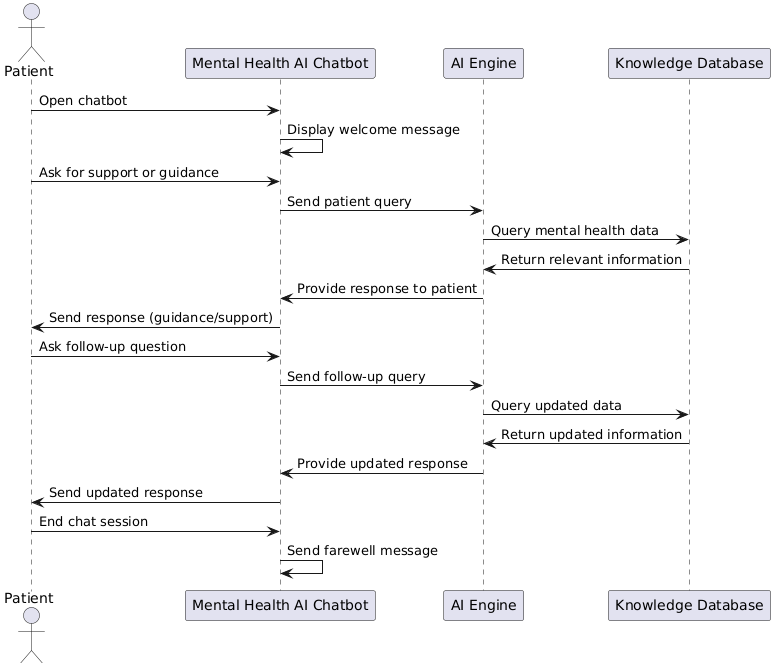 Patient
Mental Health AI Chatbot
AI Engine
Knowledge Database
Open chatbot
Display welcome message
Ask for support or guidance
Send patient query
Query mental health data
Return relevant information
Provide response to patient
Send response (guidance/support)
Ask follow-up question
Send follow-up query
Query updated data
Return updated information
Provide updated response
Send updated response
End chat session
Send farewell message
Patient
Mental Health AI Chatbot
AI Engine
Knowledge Database